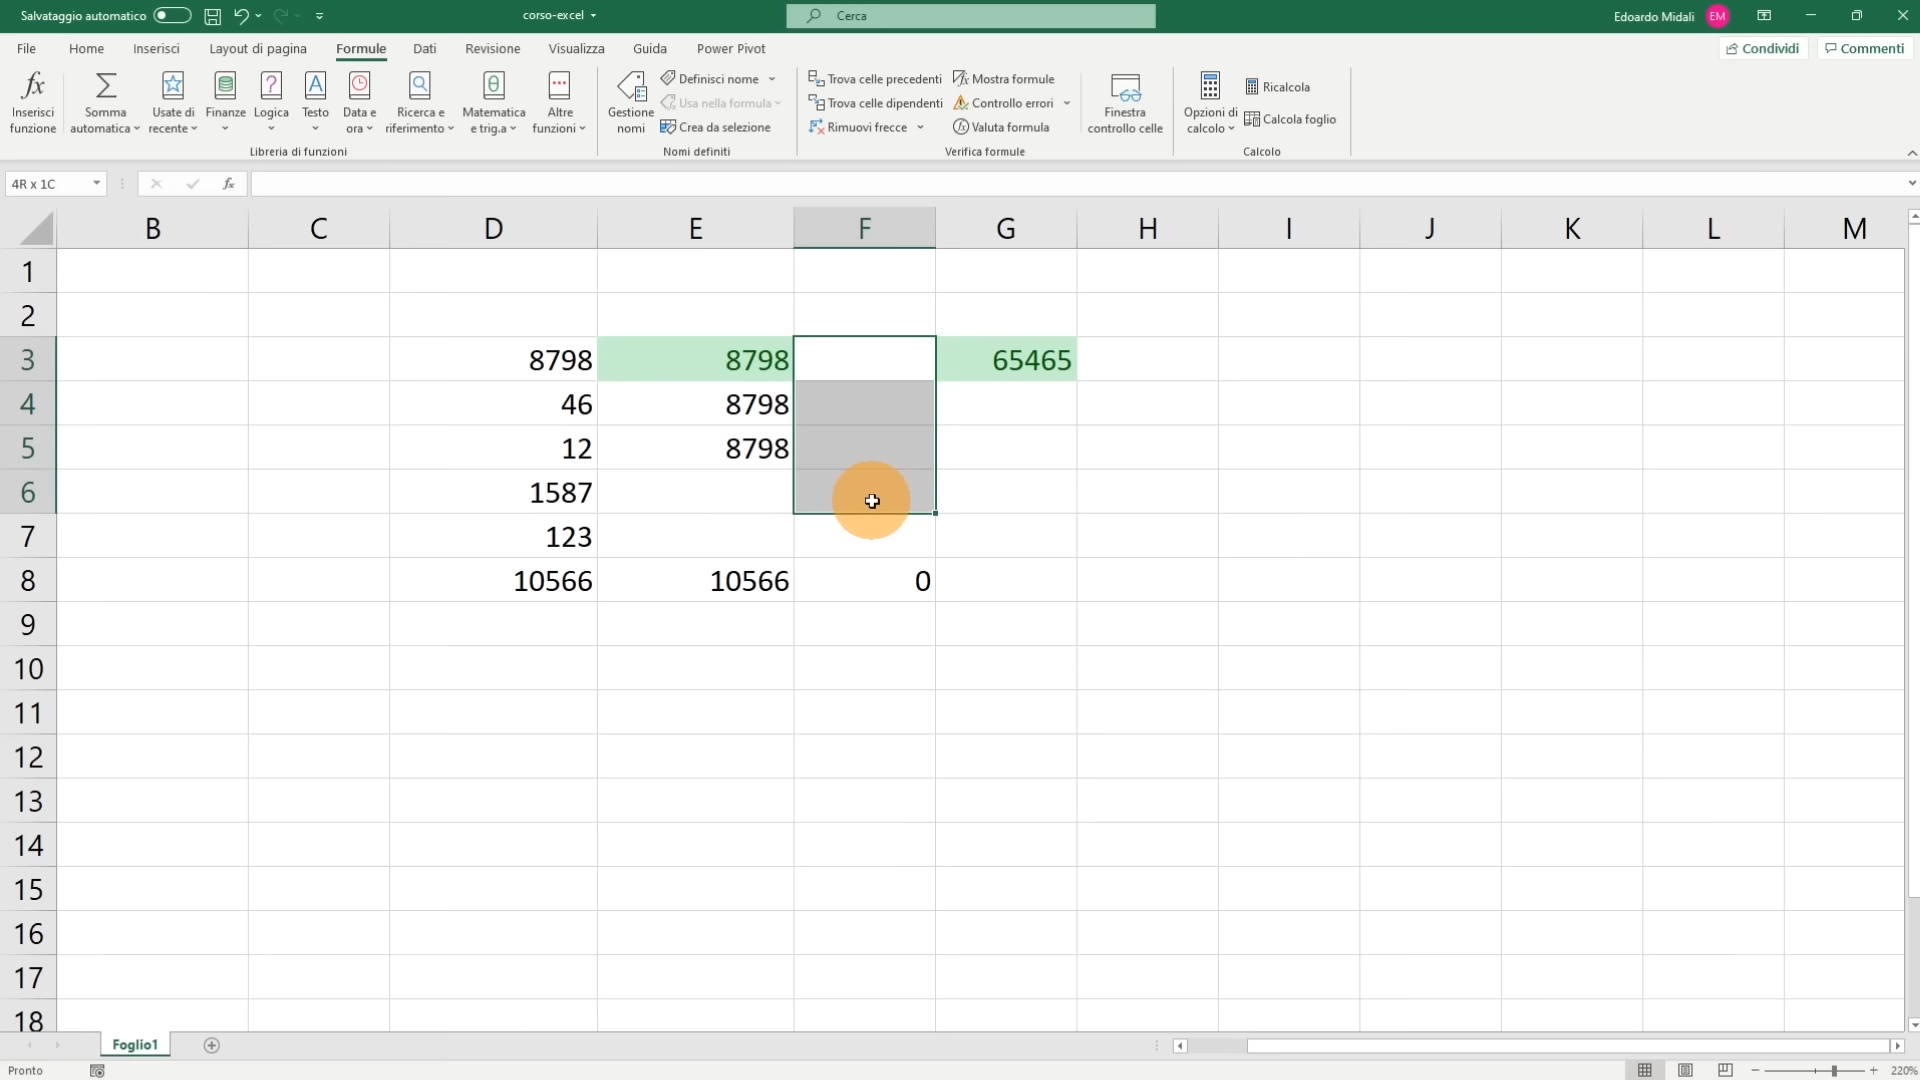 Salvataggio automatico
corso-excel
Cerca
Edoardo Midali
EM
File Home Inserisci Layout di pagina Formule Dati Revisione Visualizza Guida Power Pivot
Condividi Commenti
Inserisci funzione
Somma automatica
Usate di recente
Finanze
Logica
Testo
Data e ora
Ricerca e riferimento
Matematica e trig.a
Altre funzioni
Libreria di funzioni
Gestione nomi
Definisci nome
Usa nella formula
Crea da selezione
Nomi definiti
Trova celle precedenti
Trova celle dipendenti
Rimuovi frecce
Mostra formule
Controllo errori
Valuta formula
Verifica formule
Finestra controllo celle
Opzioni di calcolo
Ricalcola
Calcola foglio
Calcolo
4R x 1C
fx
B C D E F G H I J K L M
1
2
3 8798 8798 65465
4 46 8798
5 12 8798
6 1587
7 123
8 10566 10566 0
9
10
11
12
13
14
15
16
17
18
Foglio1
Pronto
220%